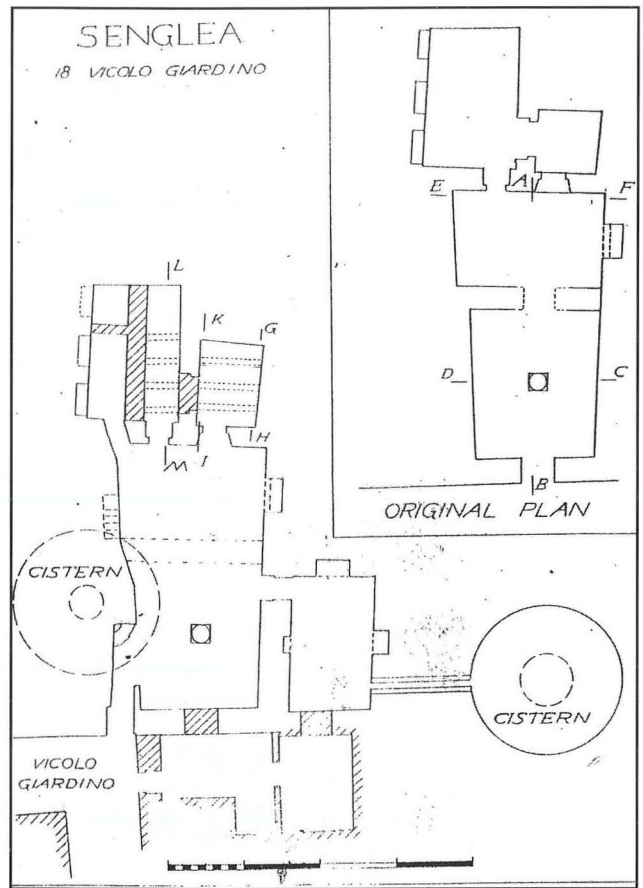 SENGLEA
18 VICOLO GIARDINO
E
A
F
D
C
B
ORIGINAL PLAN
L
K
G
H
I
M
CISTERN
CISTERN
VICOLO
GIARDINO